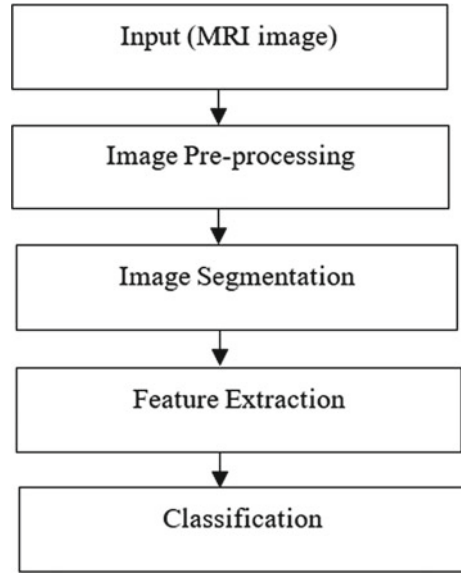 Input (MRI image)
Image Pre-processing
Image Segmentation
Feature Extraction
Classification